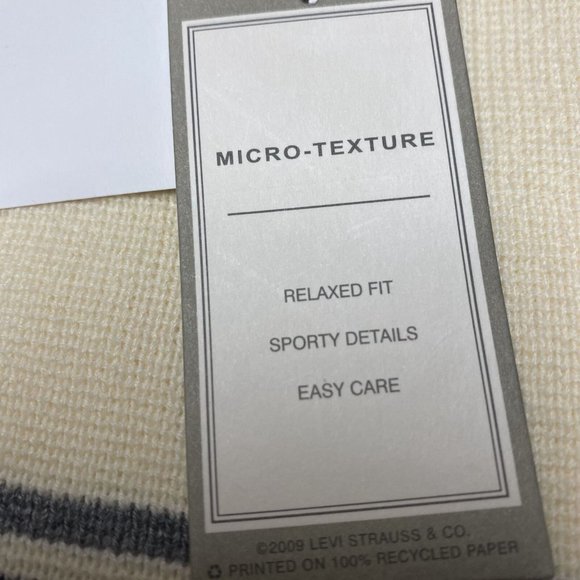 MICRO-TEXTURE
RELAXED FIT
SPORTY DETAILS
EASY CARE
©2009 LEVI STRAUSS & CO.
♲ PRINTED ON 100% RECYCLED PAPER